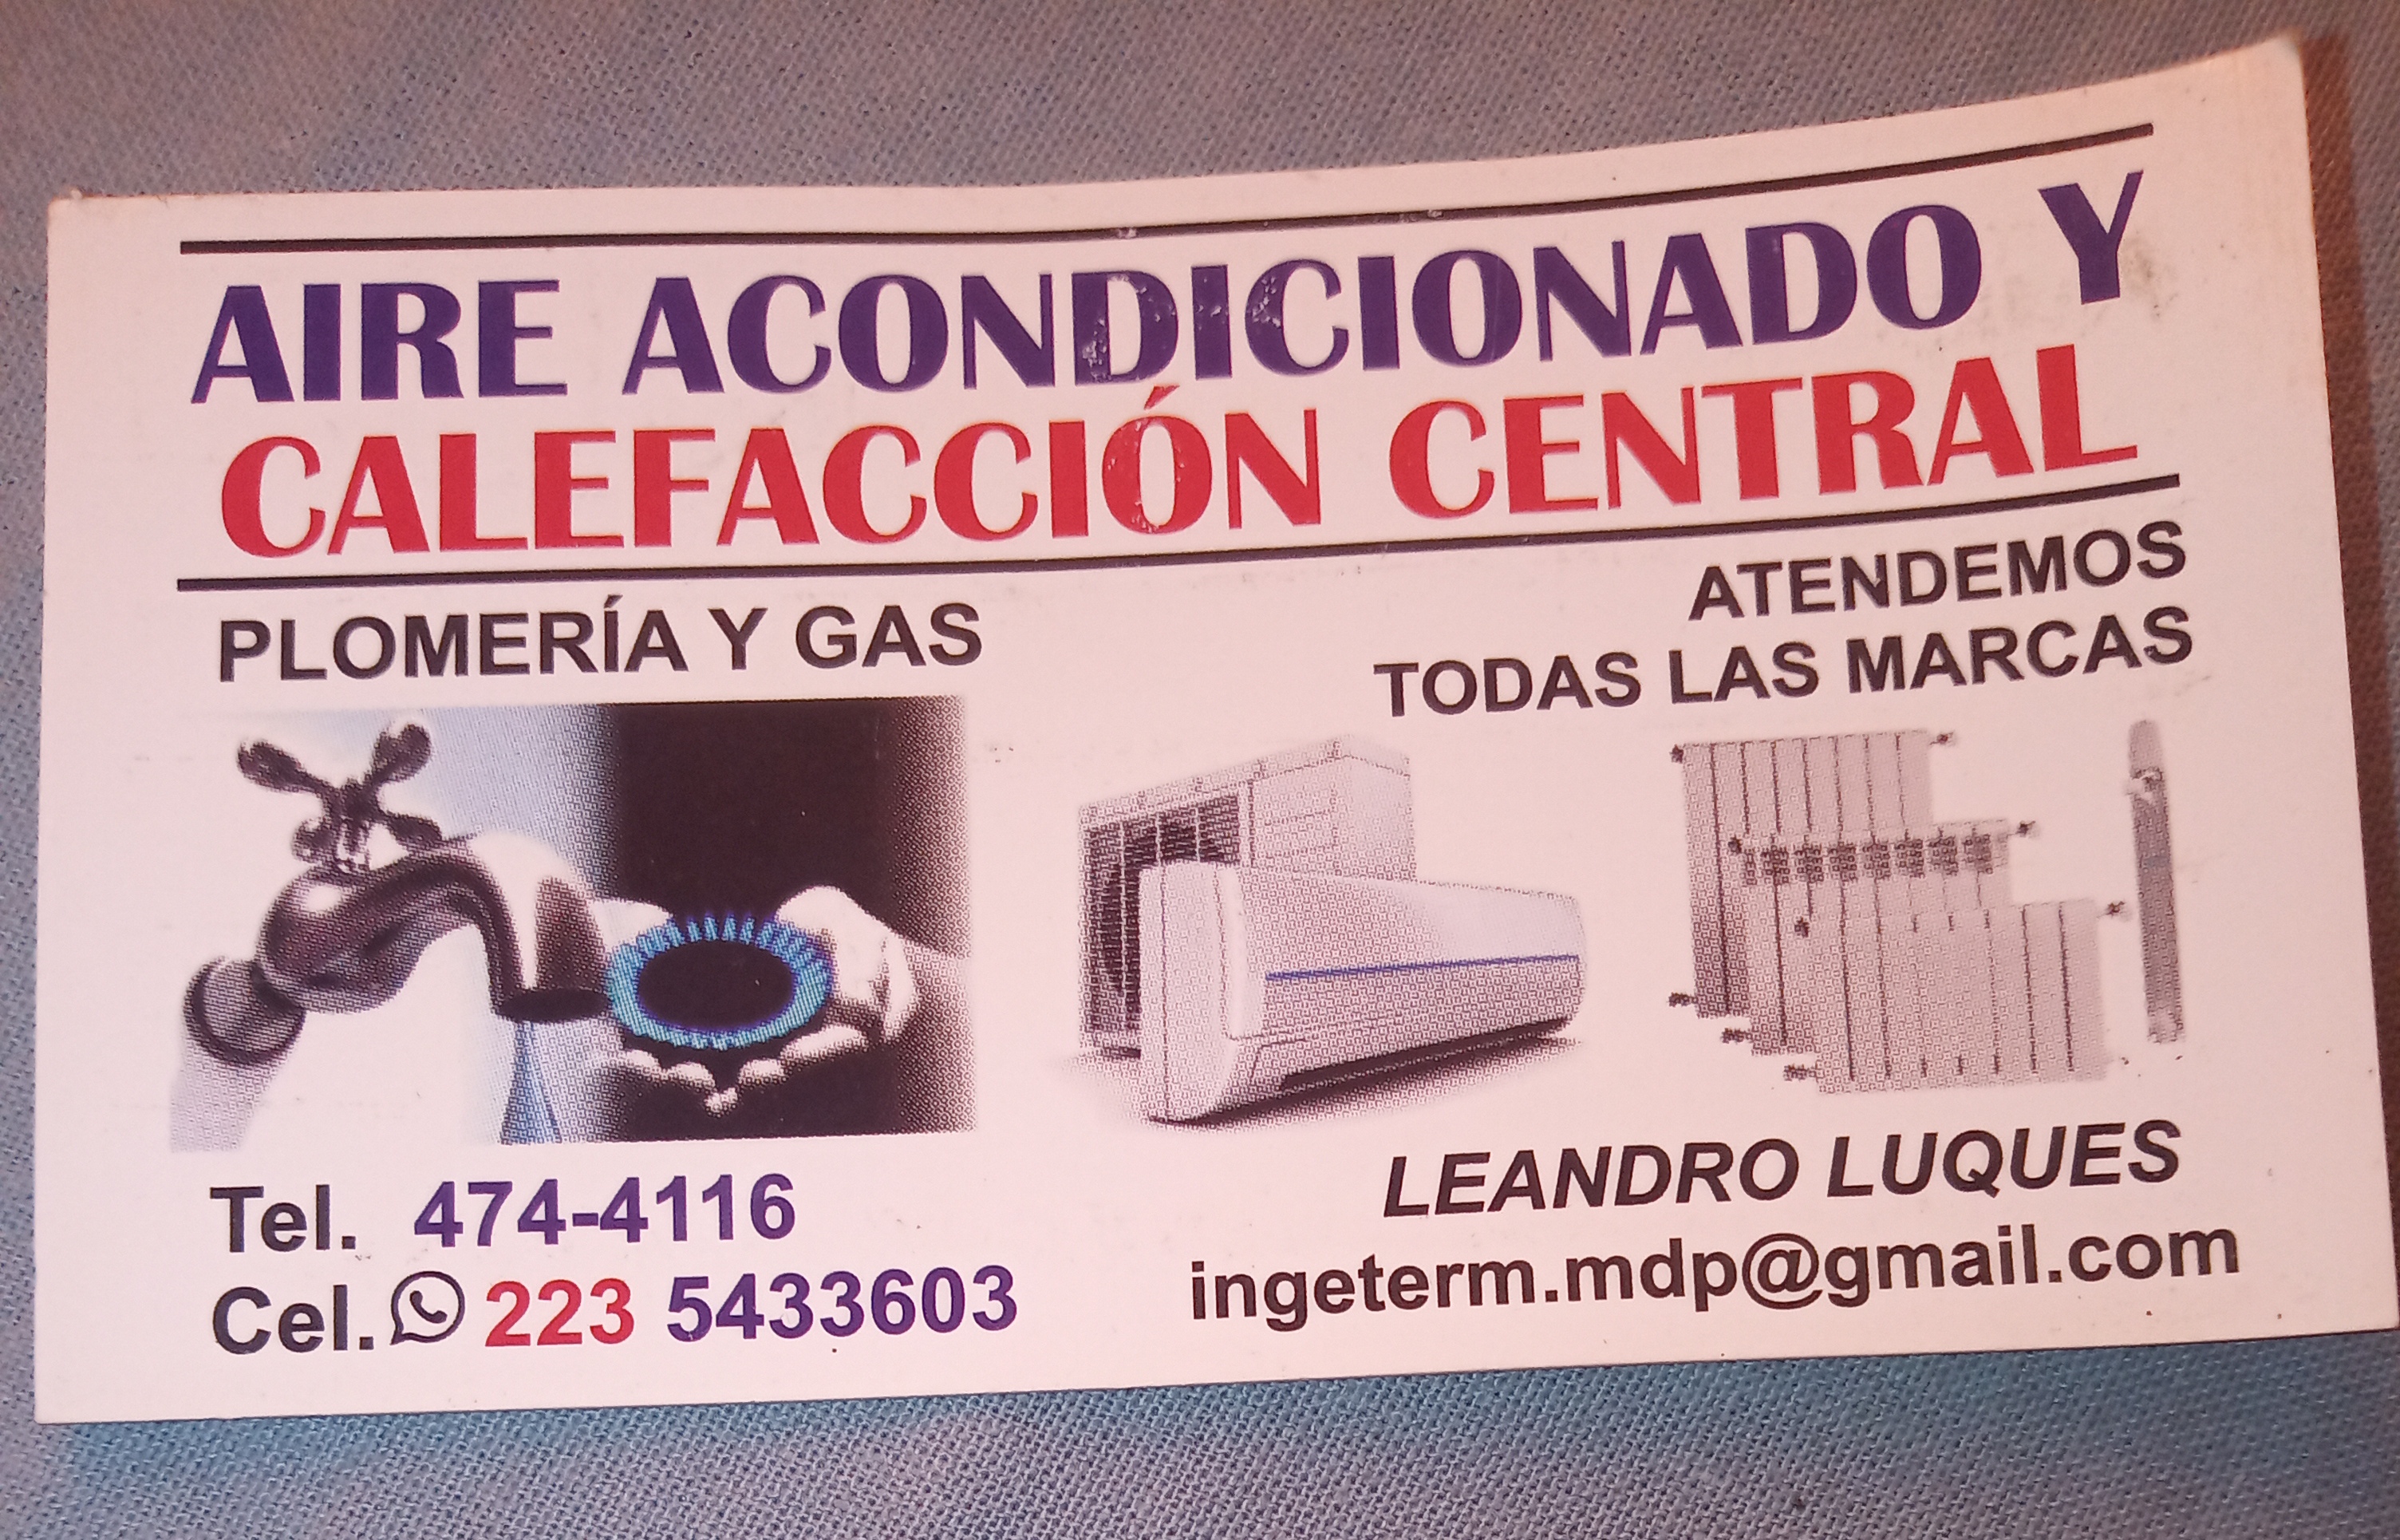 AIRE ACONDICIONADO Y
CALEFACCIÓN CENTRAL
PLOMERÍA Y GAS
ATENDEMOS
TODAS LAS MARCAS
Tel. 474-4116
Cel. 223 5433603
LEANDRO LUQUES
ingeterm.mdp@gmail.com